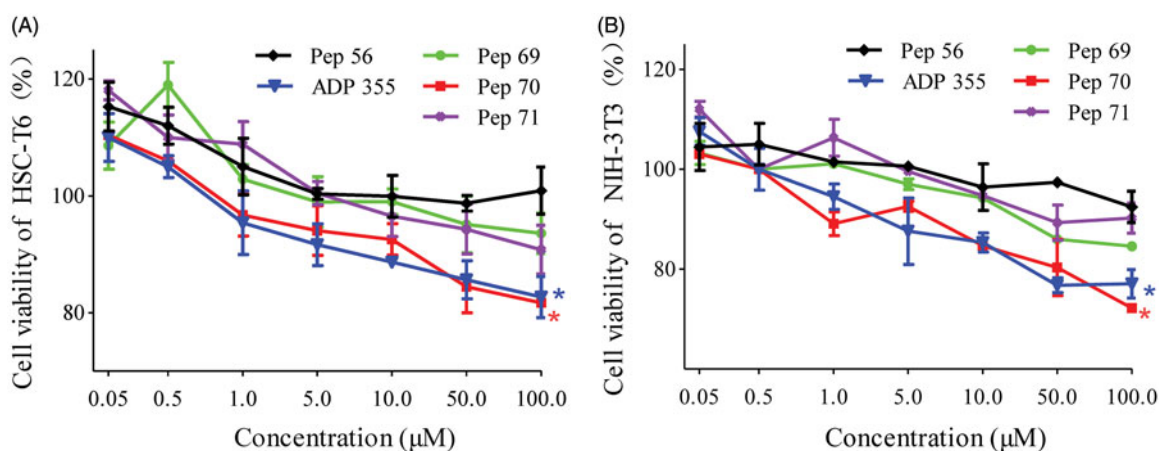 (A)
Cell viability of HSC-T6 (%)
Pep 56
Pep 69
ADP 355
Pep 70
Pep 71
120
100
80
*
*
0.05 0.5 1.0 5.0 10.0 50.0 100.0
Concentration (μM)
(B)
Cell viability of NIH-3T3 (%)
Pep 56
Pep 69
ADP 355
Pep 70
Pep 71
120
100
80
*
*
0.05 0.5 1.0 5.0 10.0 50.0 100.0
Concentration (μM)